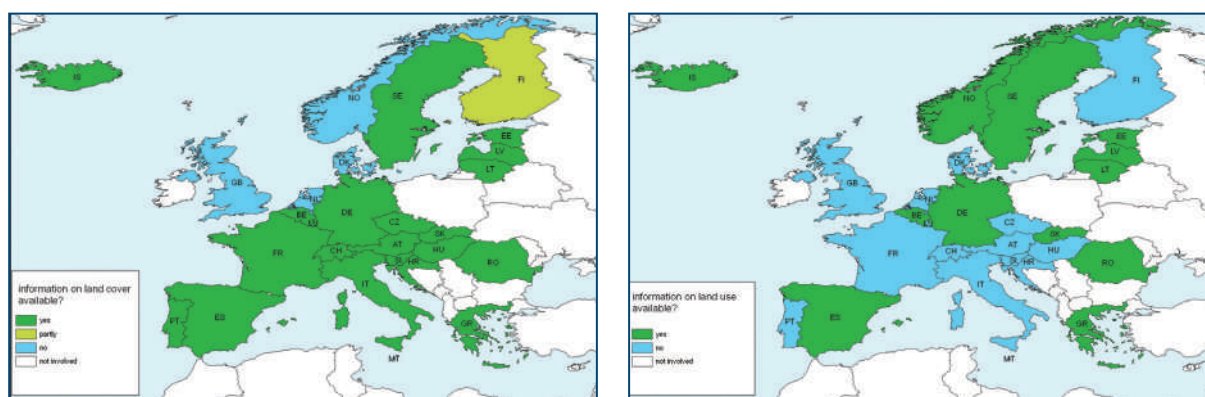 IS
NO
SE
FI
EE
LV
LT
DK
GB
NL
BE
LU
DE
CZ
SK
FR
CH
AT
HU
SI
HR
RO
IT
PT
ES
GR
MT
information on land cover
available?
yes
partly
no
not involved
IS
NO
SE
FI
EE
LV
LT
DK
GB
NL
BE
LU
DE
CZ
SK
FR
CH
AT
HU
SI
HR
RO
IT
PT
ES
GR
MT
information on land use
available?
yes
no
not involved